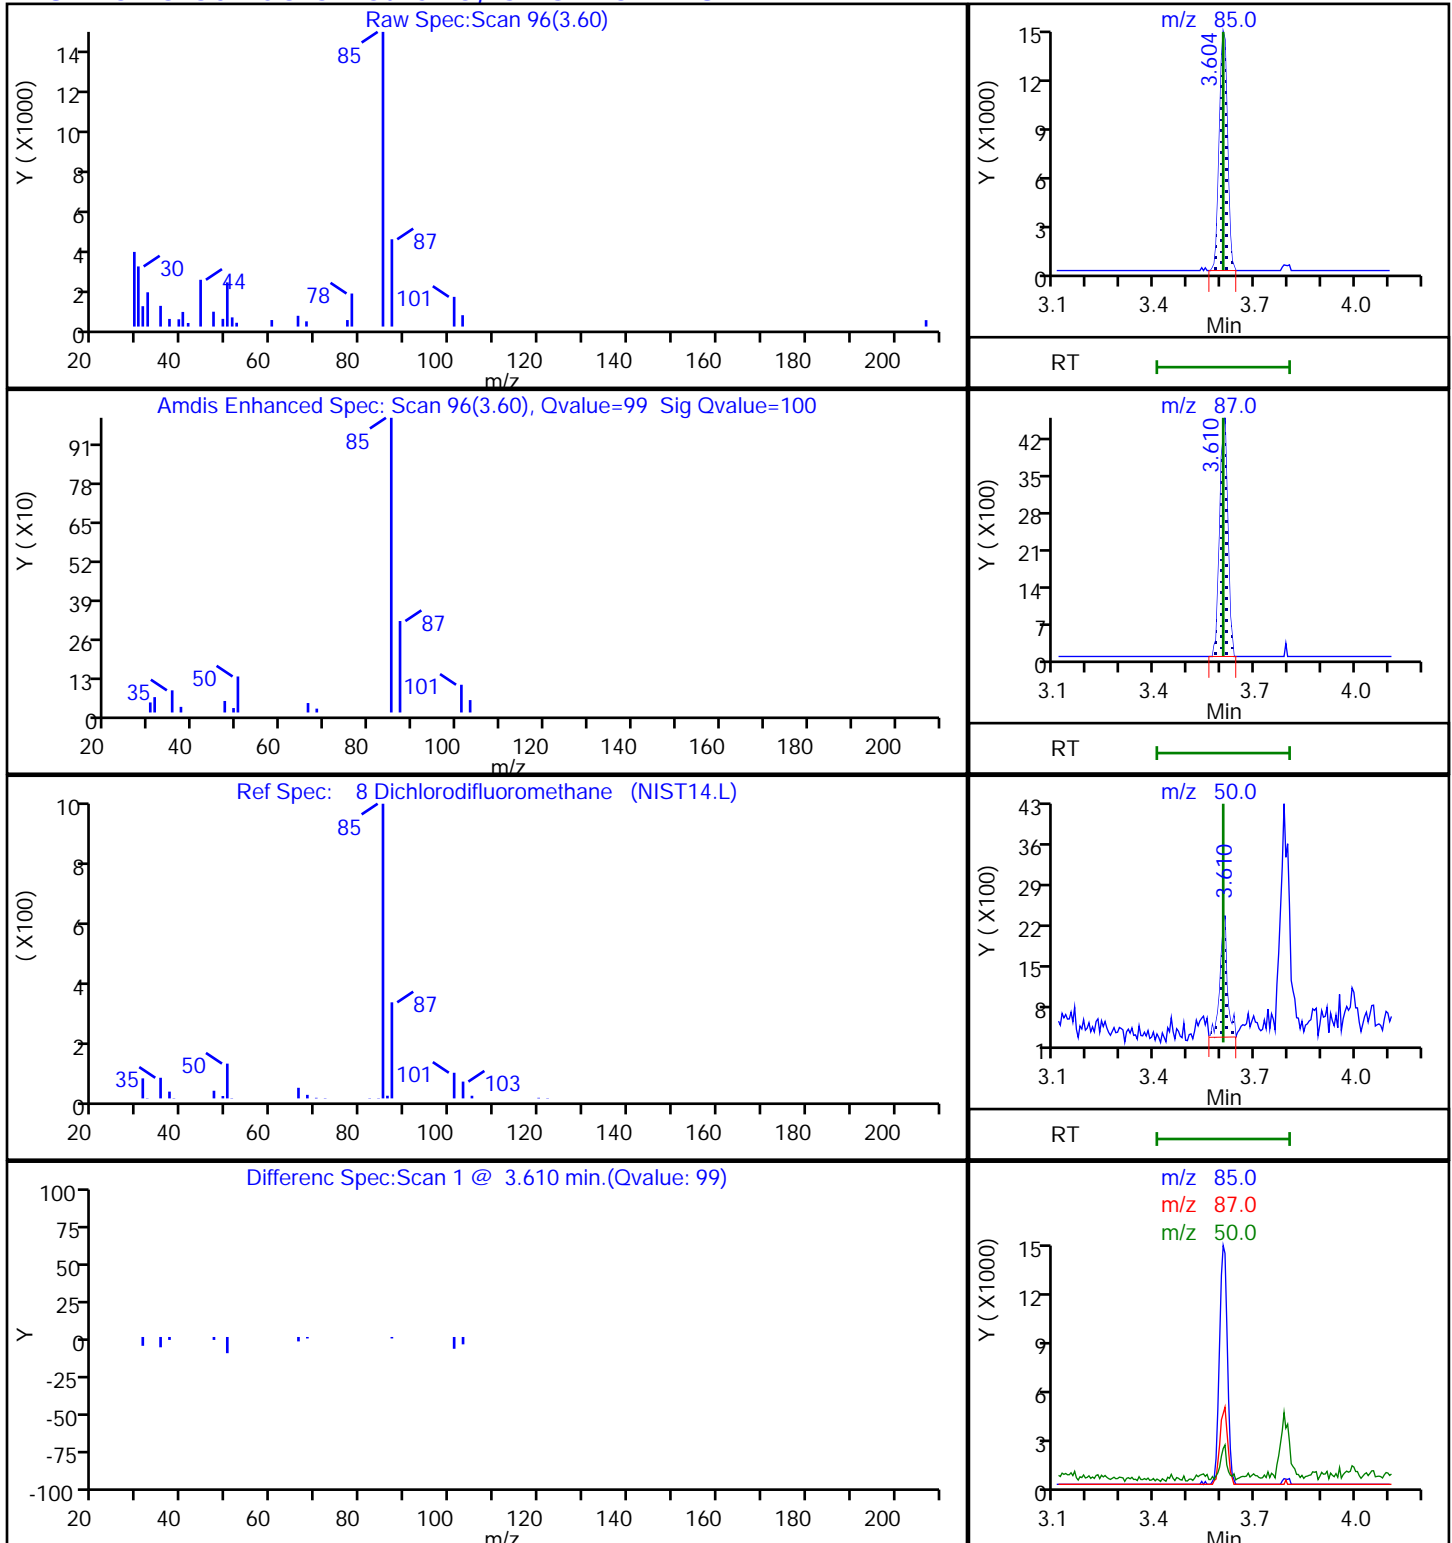 Raw Spec:Scan 96(3.60)
Y ( X1000)
14
12
10
8
6
4
2
0
85
30
44
78
87
101
20 40 60 80 100 120 140 160 180 200
m/z
m/z 85.0
Y ( X1000)
15
12
9
6
3
0
3.604
3.1 3.4 3.7 4.0
Min
RT
Amdis Enhanced Spec: Scan 96(3.60), Qvalue=99 Sig Qvalue=100
Y ( X10)
91
78
65
52
39
26
13
0
85
35
50
87
101
20 40 60 80 100 120 140 160 180 200
m/z
m/z 87.0
Y ( X100)
42
35
28
21
14
7
0
3.610
3.1 3.4 3.7 4.0
Min
RT
Ref Spec: 8 Dichlorodifluoromethane (NIST14.L)
( X100)
10
8
6
4
2
0
85
35
50
87
101
103
20 40 60 80 100 120 140 160 180 200
m/z 50.0
Y ( X100)
43
36
29
22
15
8
1
3.610
3.1 3.4 3.7 4.0
Min
RT
Differenc Spec:Scan 1 @ 3.610 min.(Qvalue: 99)
Y
100
75
50
25
0
-25
-50
-75
-100
20 40 60 80 100 120 140 160 180 200
m/z
m/z 85.0
m/z 87.0
m/z 50.0
Y ( X1000)
15
12
9
6
3
0
3.1 3.4 3.7 4.0
Min